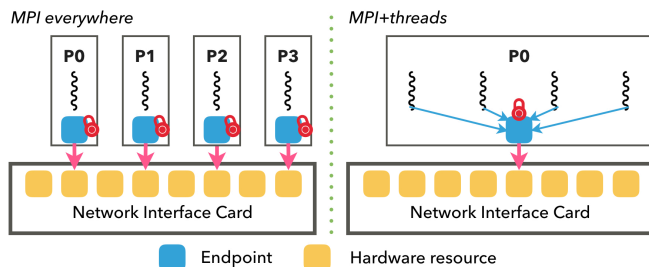 MPI everywhere
P0 P1 P2 P3
Network Interface Card
MPI+threads
P0
Network Interface Card
Endpoint Hardware resource